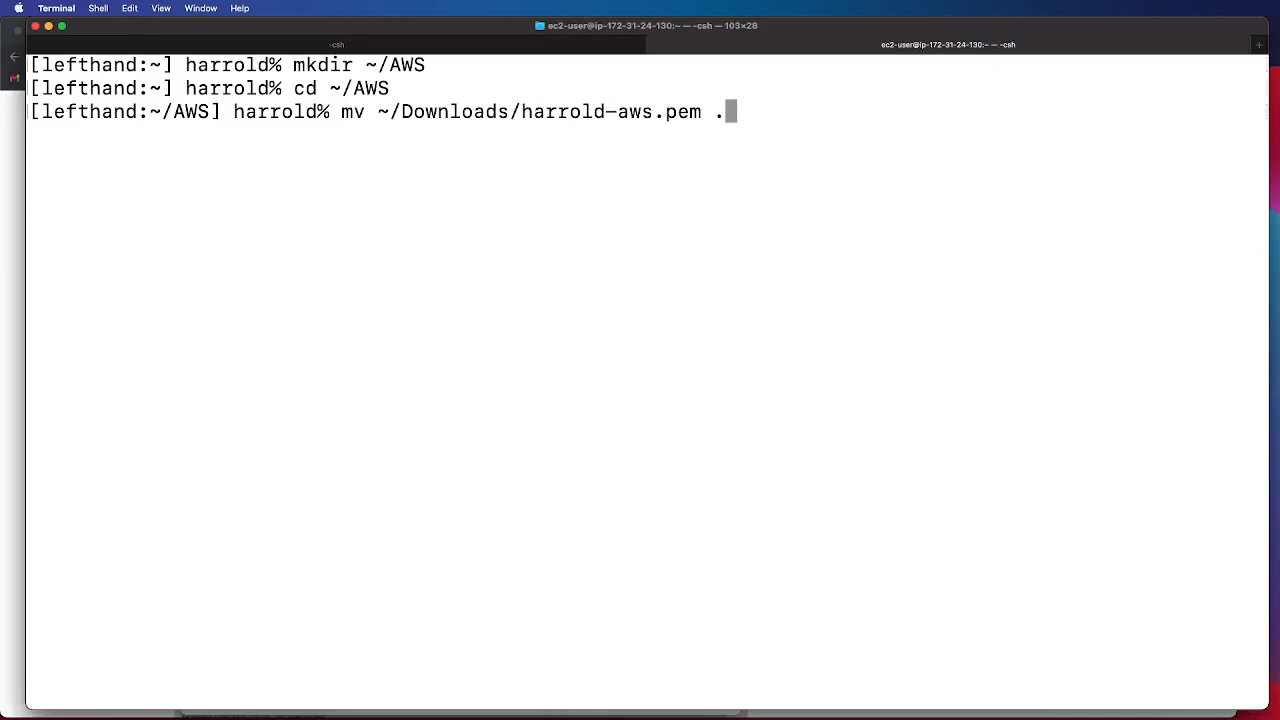 Terminal Shell Edit View Window Help
ec2-user@ip-172-31-24-130:~ — -csh — 103×28
-csh
ec2-user@ip-172-31-24-130:~ — -csh
+
[lefthand:~] harrold% mkdir ~/AWS
[lefthand:~] harrold% cd ~/AWS
[lefthand:~/AWS] harrold% mv ~/Downloads/harrold-aws.pem .